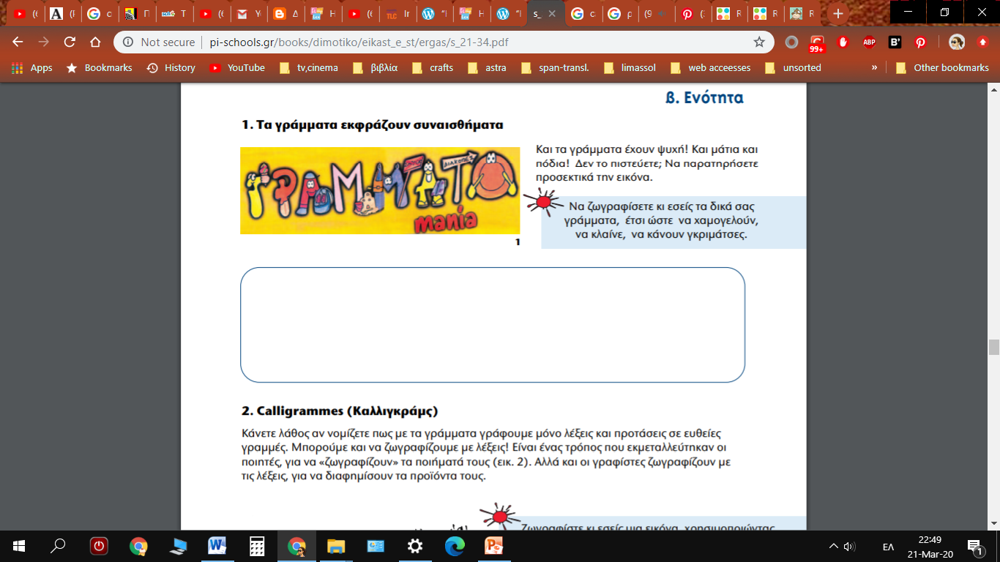 Not secure pi-schools.gr/books/dimotiko/eikast_e_st/ergas/s_21-34.pdf
99+
ABP
Apps Bookmarks History YouTube tv,cinema βιβλία crafts astra span-transl. limassol web acceesses unsorted » Other bookmarks
β. Ενότητα
1. Τα γράμματα εκφράζουν συναισθήματα
ΓΡΑΜΜΑΤΟ
ΔΙΑΚΟΠΕΣ
mania
1
Και τα γράμματα έχουν ψυχή! Και μάτια και
πόδια! Δεν το πιστεύετε; Να παρατηρήσετε
προσεκτικά την εικόνα.
Να ζωγραφίσετε κι εσείς τα δικά σας
γράμματα, έτσι ώστε να χαμογελούν,
να κλαίνε, να κάνουν γκριμάτσες.
2. Calligrammes (Καλλιγκράμς)
Κάνετε λάθος αν νομίζετε πως με τα γράμματα γράφουμε μόνο λέξεις και προτάσεις σε ευθείες
γραμμές. Μπορούμε και να ζωγραφίζουμε με λέξεις! Είναι ένας τρόπος που εκμεταλλεύτηκαν οι
ποιητές, για να «ζωγραφίζουν» τα ποιήματά τους (εικ. 2). Αλλά και οι γραφίστες ζωγραφίζουν με
τις λέξεις, για να διαφημίσουν τα προϊόντα τους.
Ζωγραφίστε κι εσείς μια εικόνα, χρησιμοποιώντας
ΕΛ
22:49
21-Mar-20
1